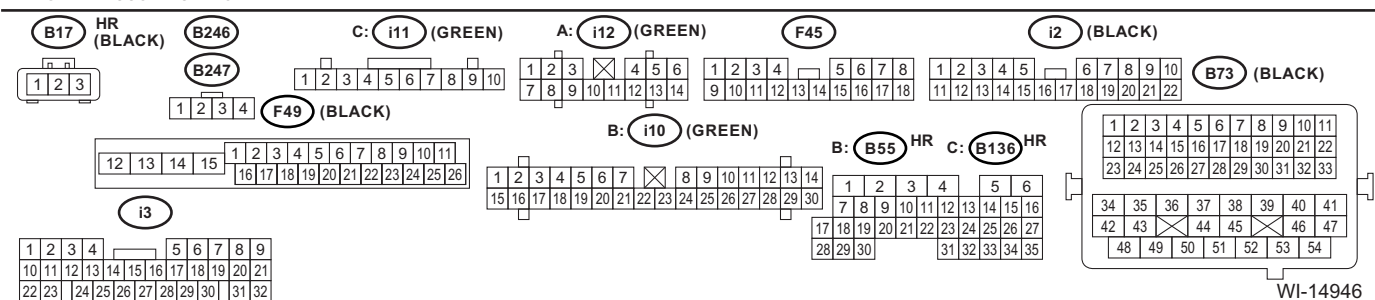 B17 HR (BLACK)
1 2 3
B246
B247
1 2 3 4
C: i11 (GREEN)
1 2 3 4 5 6 7 8 9 10
A: i12 (GREEN)
1 2 3 4 5 6
7 8 9 10 11 12 13 14
F45
1 2 3 4 5 6 7 8
9 10 11 12 13 14 15 16 17 18
i2 (BLACK)
1 2 3 4 5 6 7 8 9 10
11 12 13 14 15 16 17 18 19 20 21 22
B73 (BLACK)
1 2 3 4 5 6 7 8 9 10 11
12 13 14 15 16 17 18 19 20 21 22
23 24 25 26 27 28 29 30 31 32 33
34 35 36 37 38 39 40 41
42 43 44 45 46 47
48 49 50 51 52 53 54
F49 (BLACK)
12 13 14 15 1 2 3 4 5 6 7 8 9 10 11
16 17 18 19 20 21 22 23 24 25 26
B: i10 (GREEN)
1 2 3 4 5 6 7 8 9 10 11 12 13 14
15 16 17 18 19 20 21 22 23 24 25 26 27 28 29 30
B: B55 HR C: B136 HR
1 2 3 4 5 6
7 8 9 10 11 12 13 14 15 16
17 18 19 20 21 22 23 24 25 26 27
28 29 30 31 32 33 34 35
i3
1 2 3 4 5 6 7 8 9
10 11 12 13 14 15 16 17 18 19 20 21
22 23 24 25 26 27 28 29 30 31 32
WI-14946